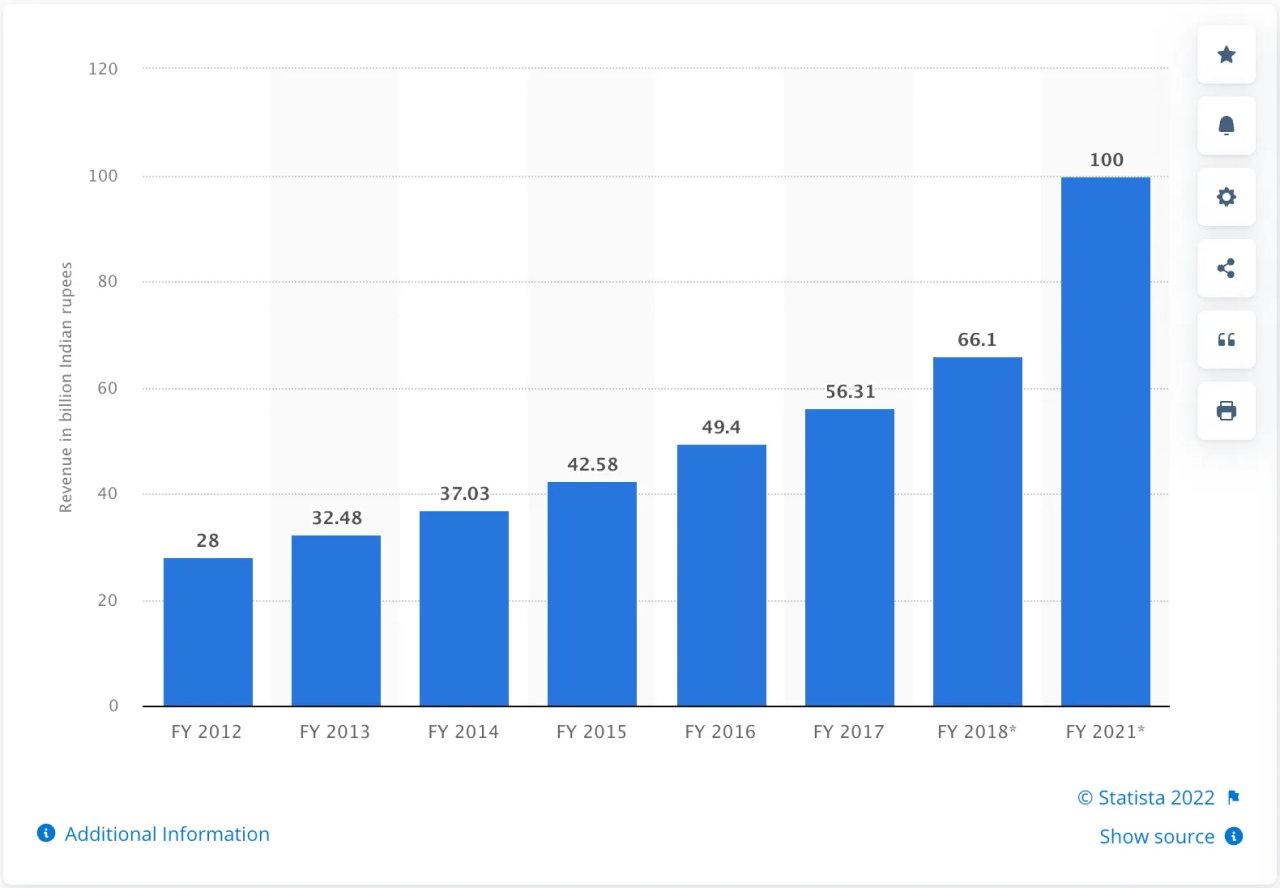 120
100
80
60
40
20
0
Revenue in billion Indian rupees
28
32.48
37.03
42.58
49.4
56.31
66.1
100
FY 2012
FY 2013
FY 2014
FY 2015
FY 2016
FY 2017
FY 2018*
FY 2021*
© Statista 2022
Additional Information
Show source